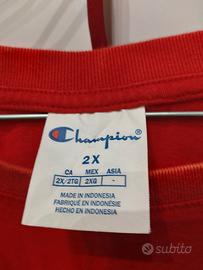 Champion
2X
CA MEX ASIA
2X/2TG 2XG -
MADE IN INDONESIA
FABRIQUÉ EN INDONÉSIE
HECHO EN INDONESIA
subito